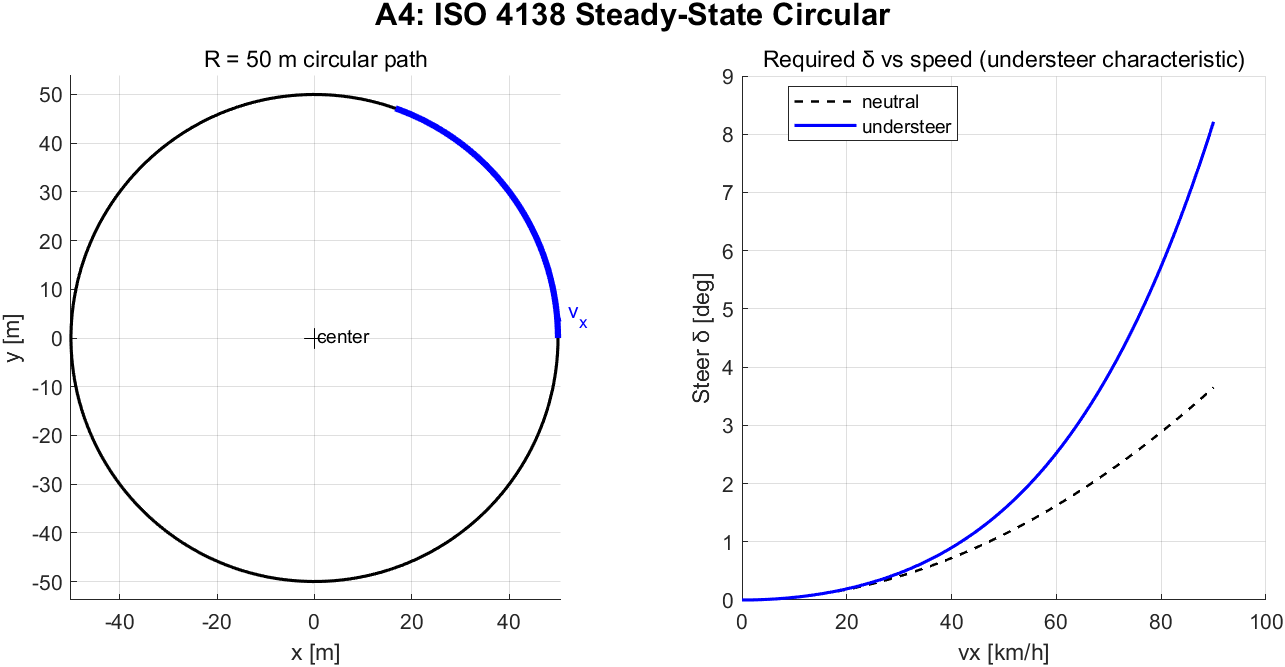 A4: ISO 4138 Steady-State Circular
R = 50 m circular path
50
40
30
20
10
0
-10
-20
-30
-40
-50
y [m]
center
v_x
-40
-20
0
20
40
x [m]
Required δ vs speed (understeer characteristic)
neutral
understeer
9
8
7
6
5
4
3
2
1
0
Steer δ [deg]
0
20
40
60
80
100
vx [km/h]